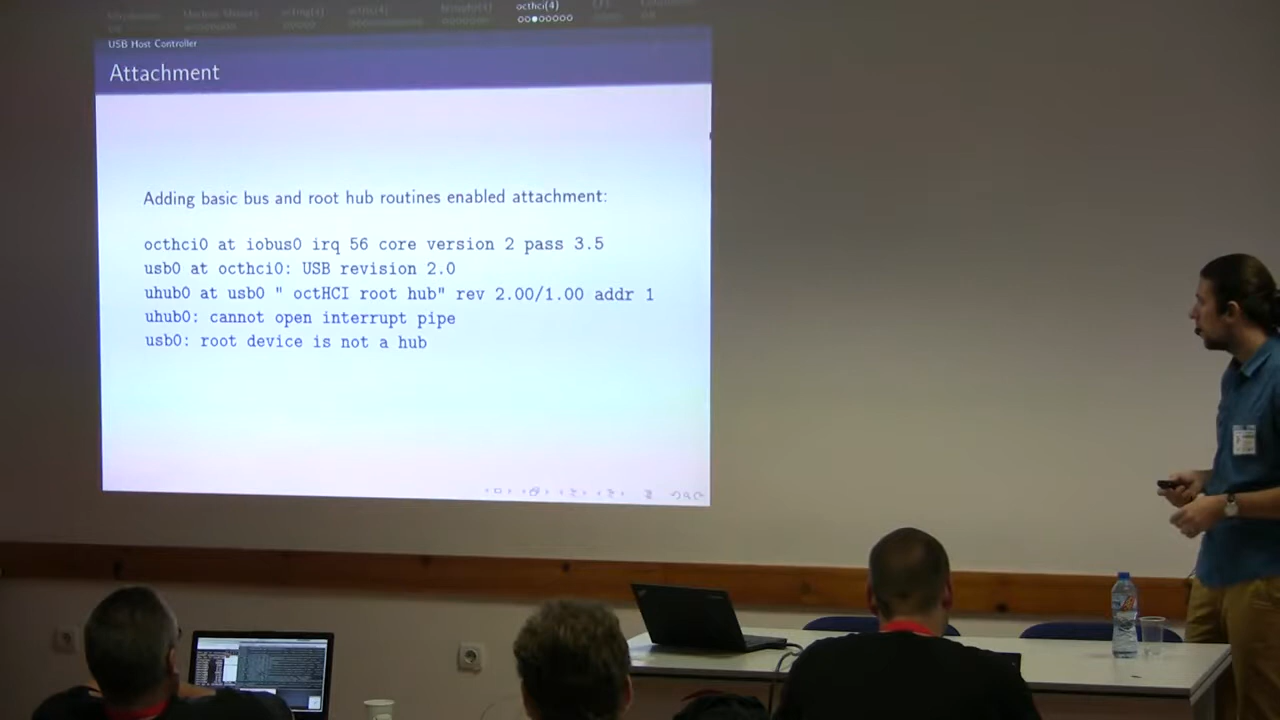 octhci(4)
USB Host Controller
Attachment
Adding basic bus and root hub routines enabled attachment:
octhci0 at iobus0 irq 56 core version 2 pass 3.5
usb0 at octhci0: USB revision 2.0
uhub0 at usb0 " octHCI root hub" rev 2.00/1.00 addr 1
uhub0: cannot open interrupt pipe
usb0: root device is not a hub